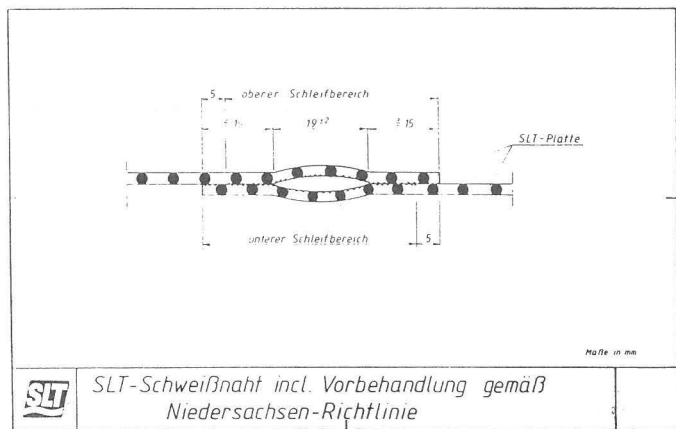 5 oberer Schleifbereich
≥ 15 19 ±2 ≥ 15
SLT-Platte
unterer Schleifbereich 5
Maße in mm
SLT
SLT-Schweißnaht incl. Vorbehandlung gemäß
Niedersachsen-Richtlinie